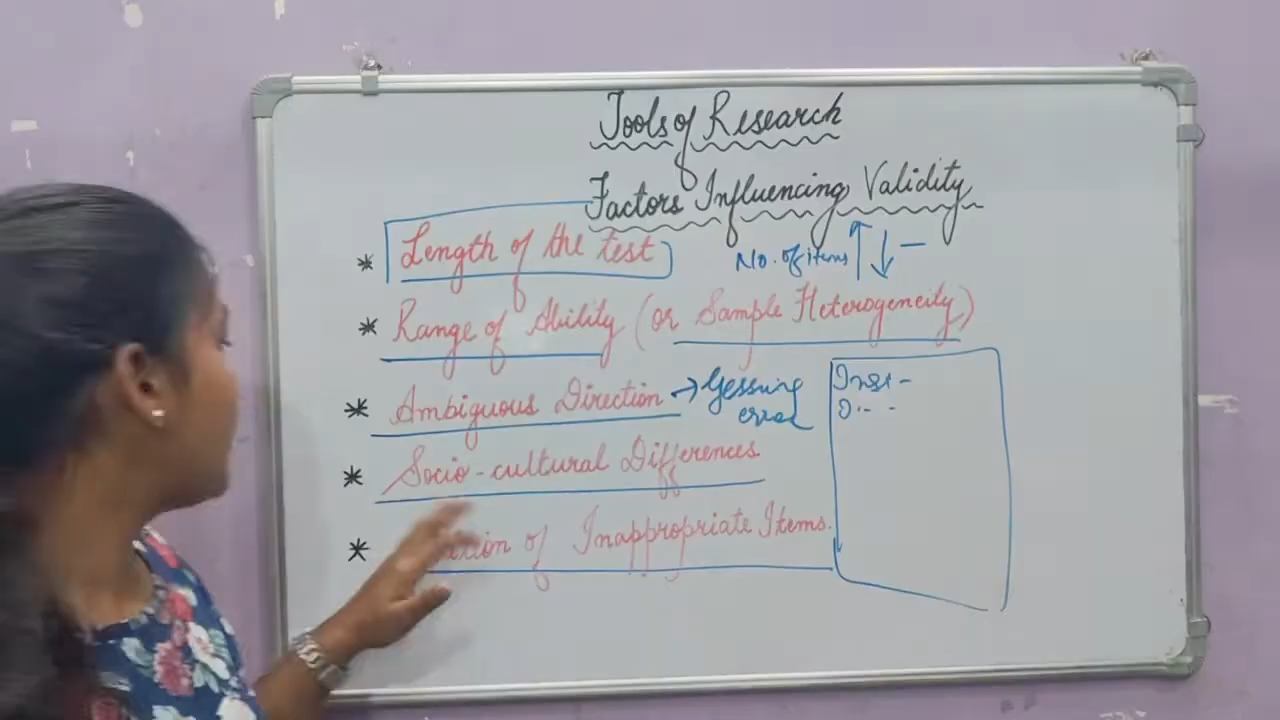 Tools of Research
Factors Influencing Validity
* Length of the test No. of items ↑ ↓ -
* Range of Ability (or Sample Heterogeneity)
* Ambiguous Direction → Gessuing error
* Socio-cultural Differences
* of Inappropriate Items.
Inst -